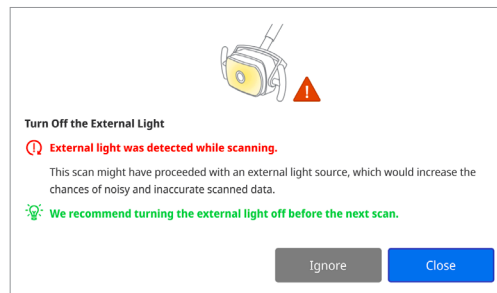 Turn Off the External Light
External light was detected while scanning.
This scan might have proceeded with an external light source, which would increase the
chances of noisy and inaccurate scanned data.
We recommend turning the external light off before the next scan.
Ignore
Close